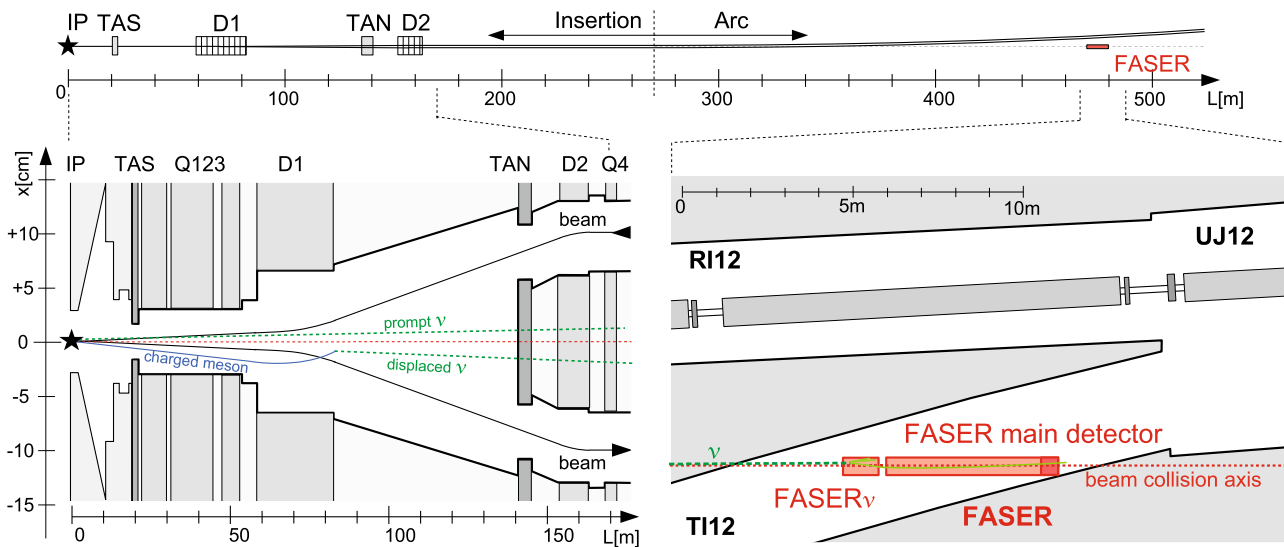 IP TAS D1 TAN D2 Insertion Arc
FASER
0 100 200 300 400 500 L[m]
IP TAS Q123 D1 TAN D2 Q4
x[cm]
+10
+5
0
-5
-10
-15
beam
prompt ν
charged meson
displaced ν
beam
0 50 100 150 L[m]
0 5m 10m
RI12 UJ12
ν
FASER main detector
FASERν
beam collision axis
TI12 FASER